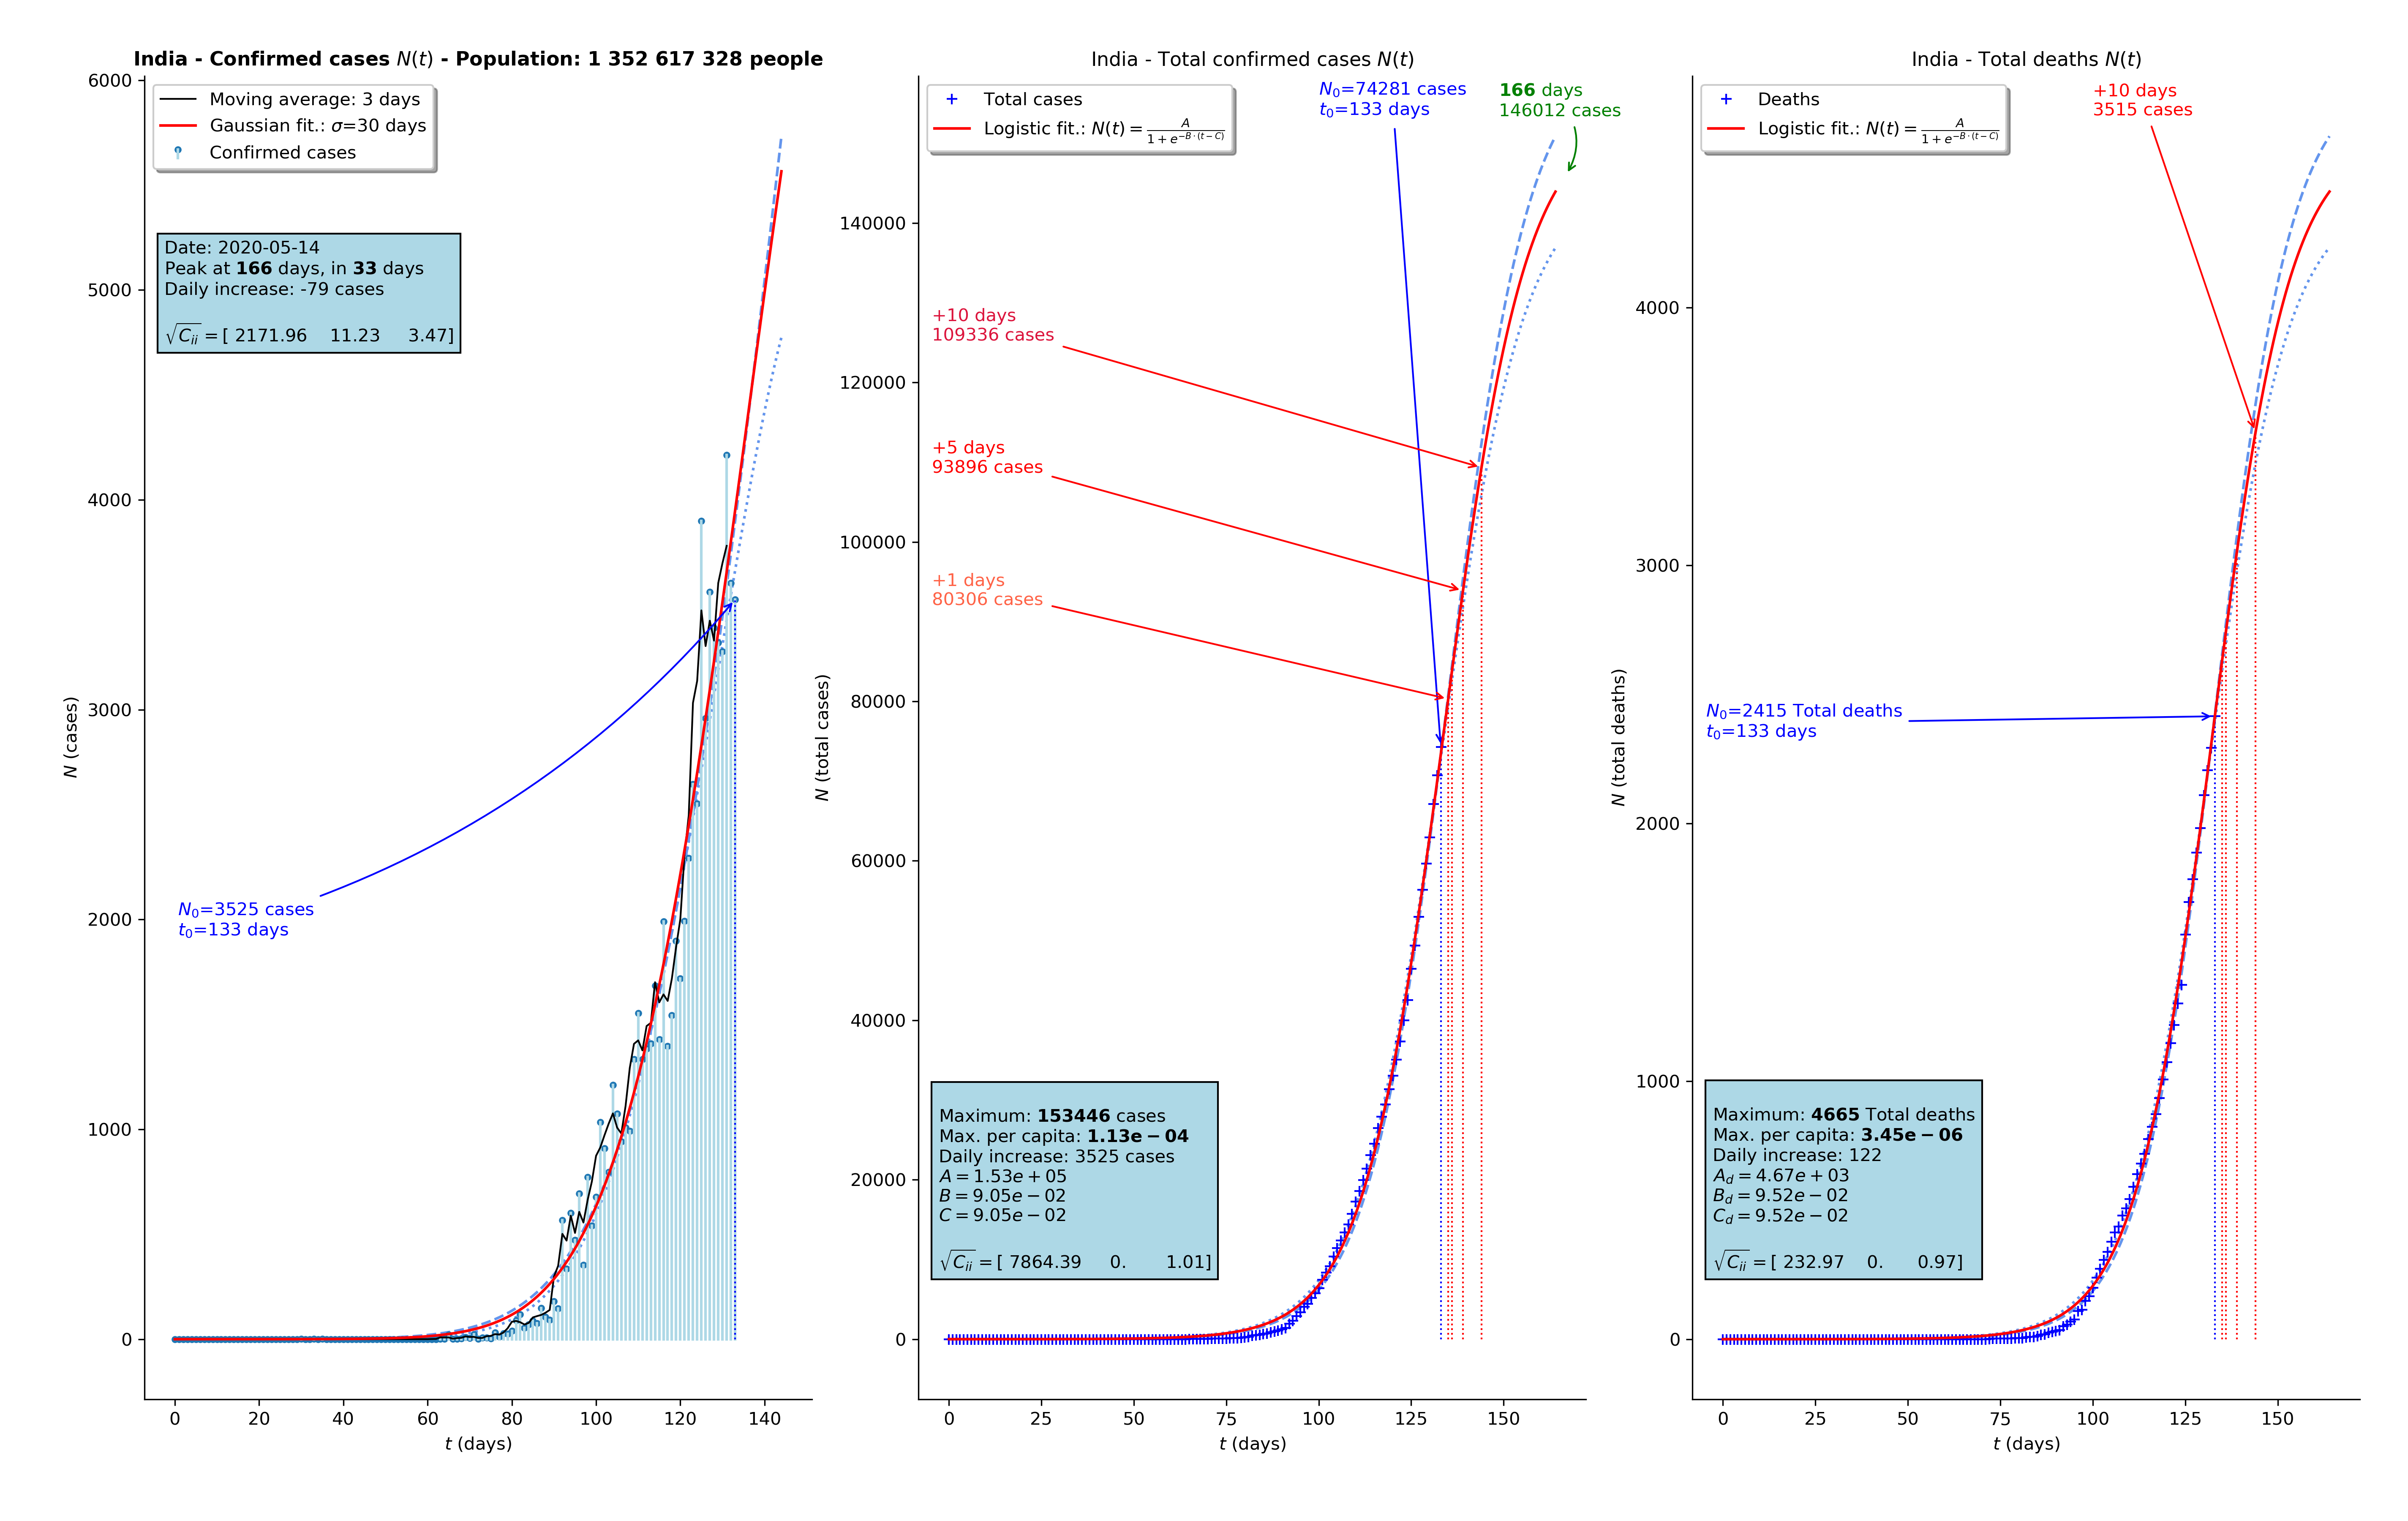 India - Confirmed cases N(t) - Population: 1 352 617 328 people
6000
5000
4000
3000
2000
1000
0
N (cases)
Moving average: 3 days
Gaussian fit.: σ=30 days
Confirmed cases
Date: 2020-05-14
Peak at 166 days, in 33 days
Daily increase: -79 cases
√Cᵢᵢ = [ 2171.96 11.23 3.47]
N₀=3525 cases
t₀=133 days
0 20 40 60 80 100 120 140
t (days)
India - Total confirmed cases N(t)
140000
120000
100000
80000
60000
40000
20000
0
N (total cases)
Total cases
Logistic fit.: N(t) = A / (1 + e^(−B·(t−C)))
N₀=74281 cases
t₀=133 days
166 days
146012 cases
+10 days
109336 cases
+5 days
93896 cases
+1 days
80306 cases
Maximum: 153446 cases
Max. per capita: 1.13e − 04
Daily increase: 3525 cases
A = 1.53e + 05
B = 9.05e − 02
C = 9.05e − 02
√Cᵢᵢ = [ 7864.39 0. 1.01]
0 25 50 75 100 125 150
t (days)
India - Total deaths N(t)
4000
3000
2000
1000
0
N (total deaths)
Deaths
Logistic fit.: N(t) = A / (1 + e^(−B·(t−C)))
+10 days
3515 cases
N₀=2415 Total deaths
t₀=133 days
Maximum: 4665 Total deaths
Max. per capita: 3.45e − 06
Daily increase: 122
A_d = 4.67e + 03
B_d = 9.52e − 02
C_d = 9.52e − 02
√Cᵢᵢ = [ 232.97 0. 0.97]
0 25 50 75 100 125 150
t (days)